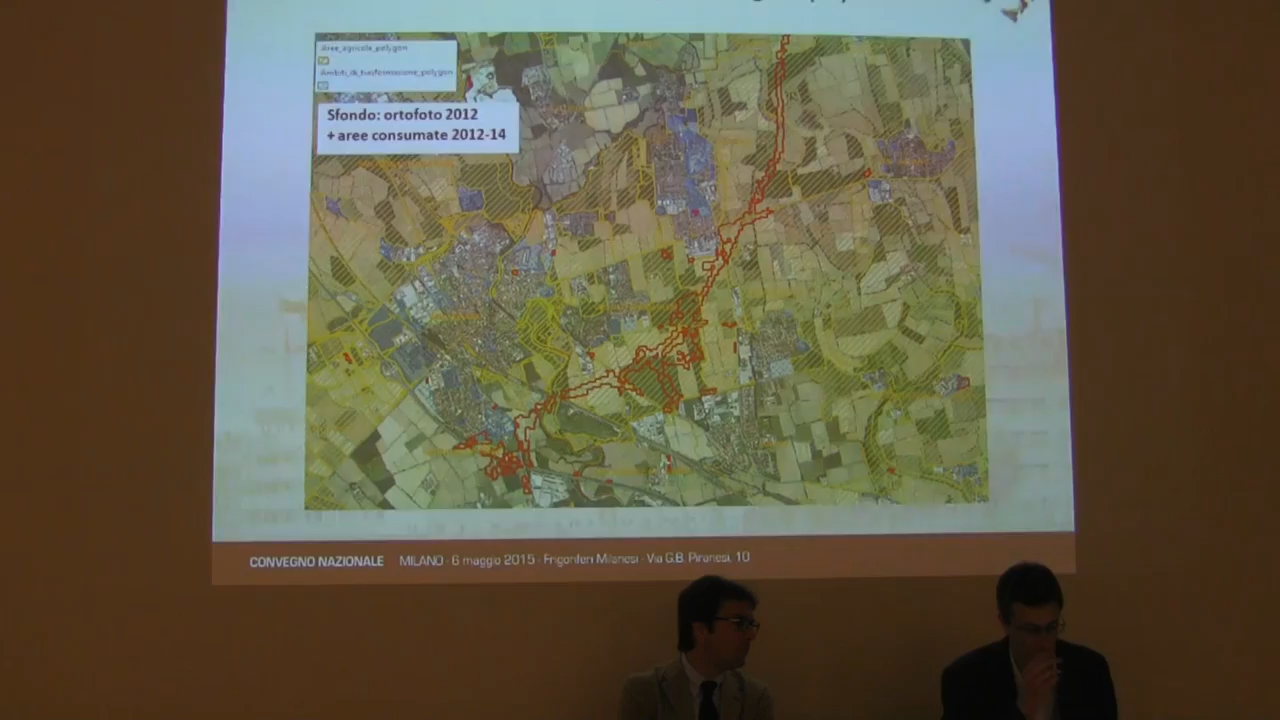 Aree_agricole_polygon
Ambiti_di_trasformazione_polygon
Sfondo: ortofoto 2012
+ aree consumate 2012-14
CONVEGNO NAZIONALE MILANO - 6 maggio 2015 - Frigoriferi Milanesi - Via G.B. Piranesi, 10